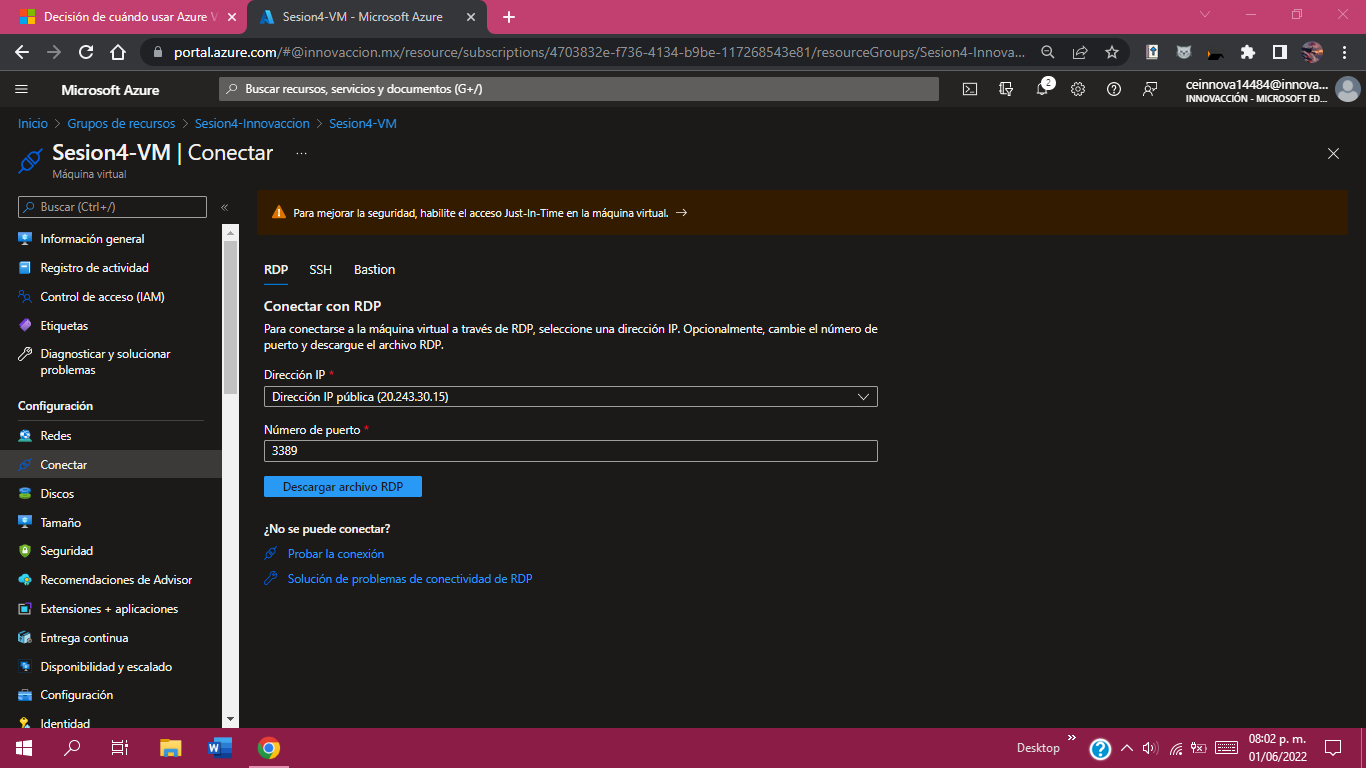 Decisión de cuándo usar Azure V
Sesion4-VM - Microsoft Azure
portal.azure.com/#@innovaccion.mx/resource/subscriptions/4703832e-f736-4134-b9be-117268543e81/resourceGroups/Sesion4-Innova...
Microsoft Azure
Buscar recursos, servicios y documentos (G+/)
2
ceinnova14484@innova...
INNOVACCIÓN - MICROSOFT ED...
Inicio > Grupos de recursos > Sesion4-Innovaccion > Sesion4-VM
Sesion4-VM | Conectar ...
Máquina virtual
Buscar (Ctrl+/)
«
Información general
Registro de actividad
Control de acceso (IAM)
Etiquetas
Diagnosticar y solucionar
problemas
Configuración
Redes
Conectar
Discos
Tamaño
Seguridad
Recomendaciones de Advisor
Extensiones + aplicaciones
Entrega continua
Disponibilidad y escalado
Configuración
Identidad
Para mejorar la seguridad, habilite el acceso Just-In-Time en la máquina virtual. →
RDP SSH Bastion
Conectar con RDP
Para conectarse a la máquina virtual a través de RDP, seleccione una dirección IP. Opcionalmente, cambie el número de
puerto y descargue el archivo RDP.
Dirección IP *
Dirección IP pública (20.243.30.15)
Número de puerto *
3389
Descargar archivo RDP
¿No se puede conectar?
Probar la conexión
Solución de problemas de conectividad de RDP
Desktop »
08:02 p. m.
01/06/2022